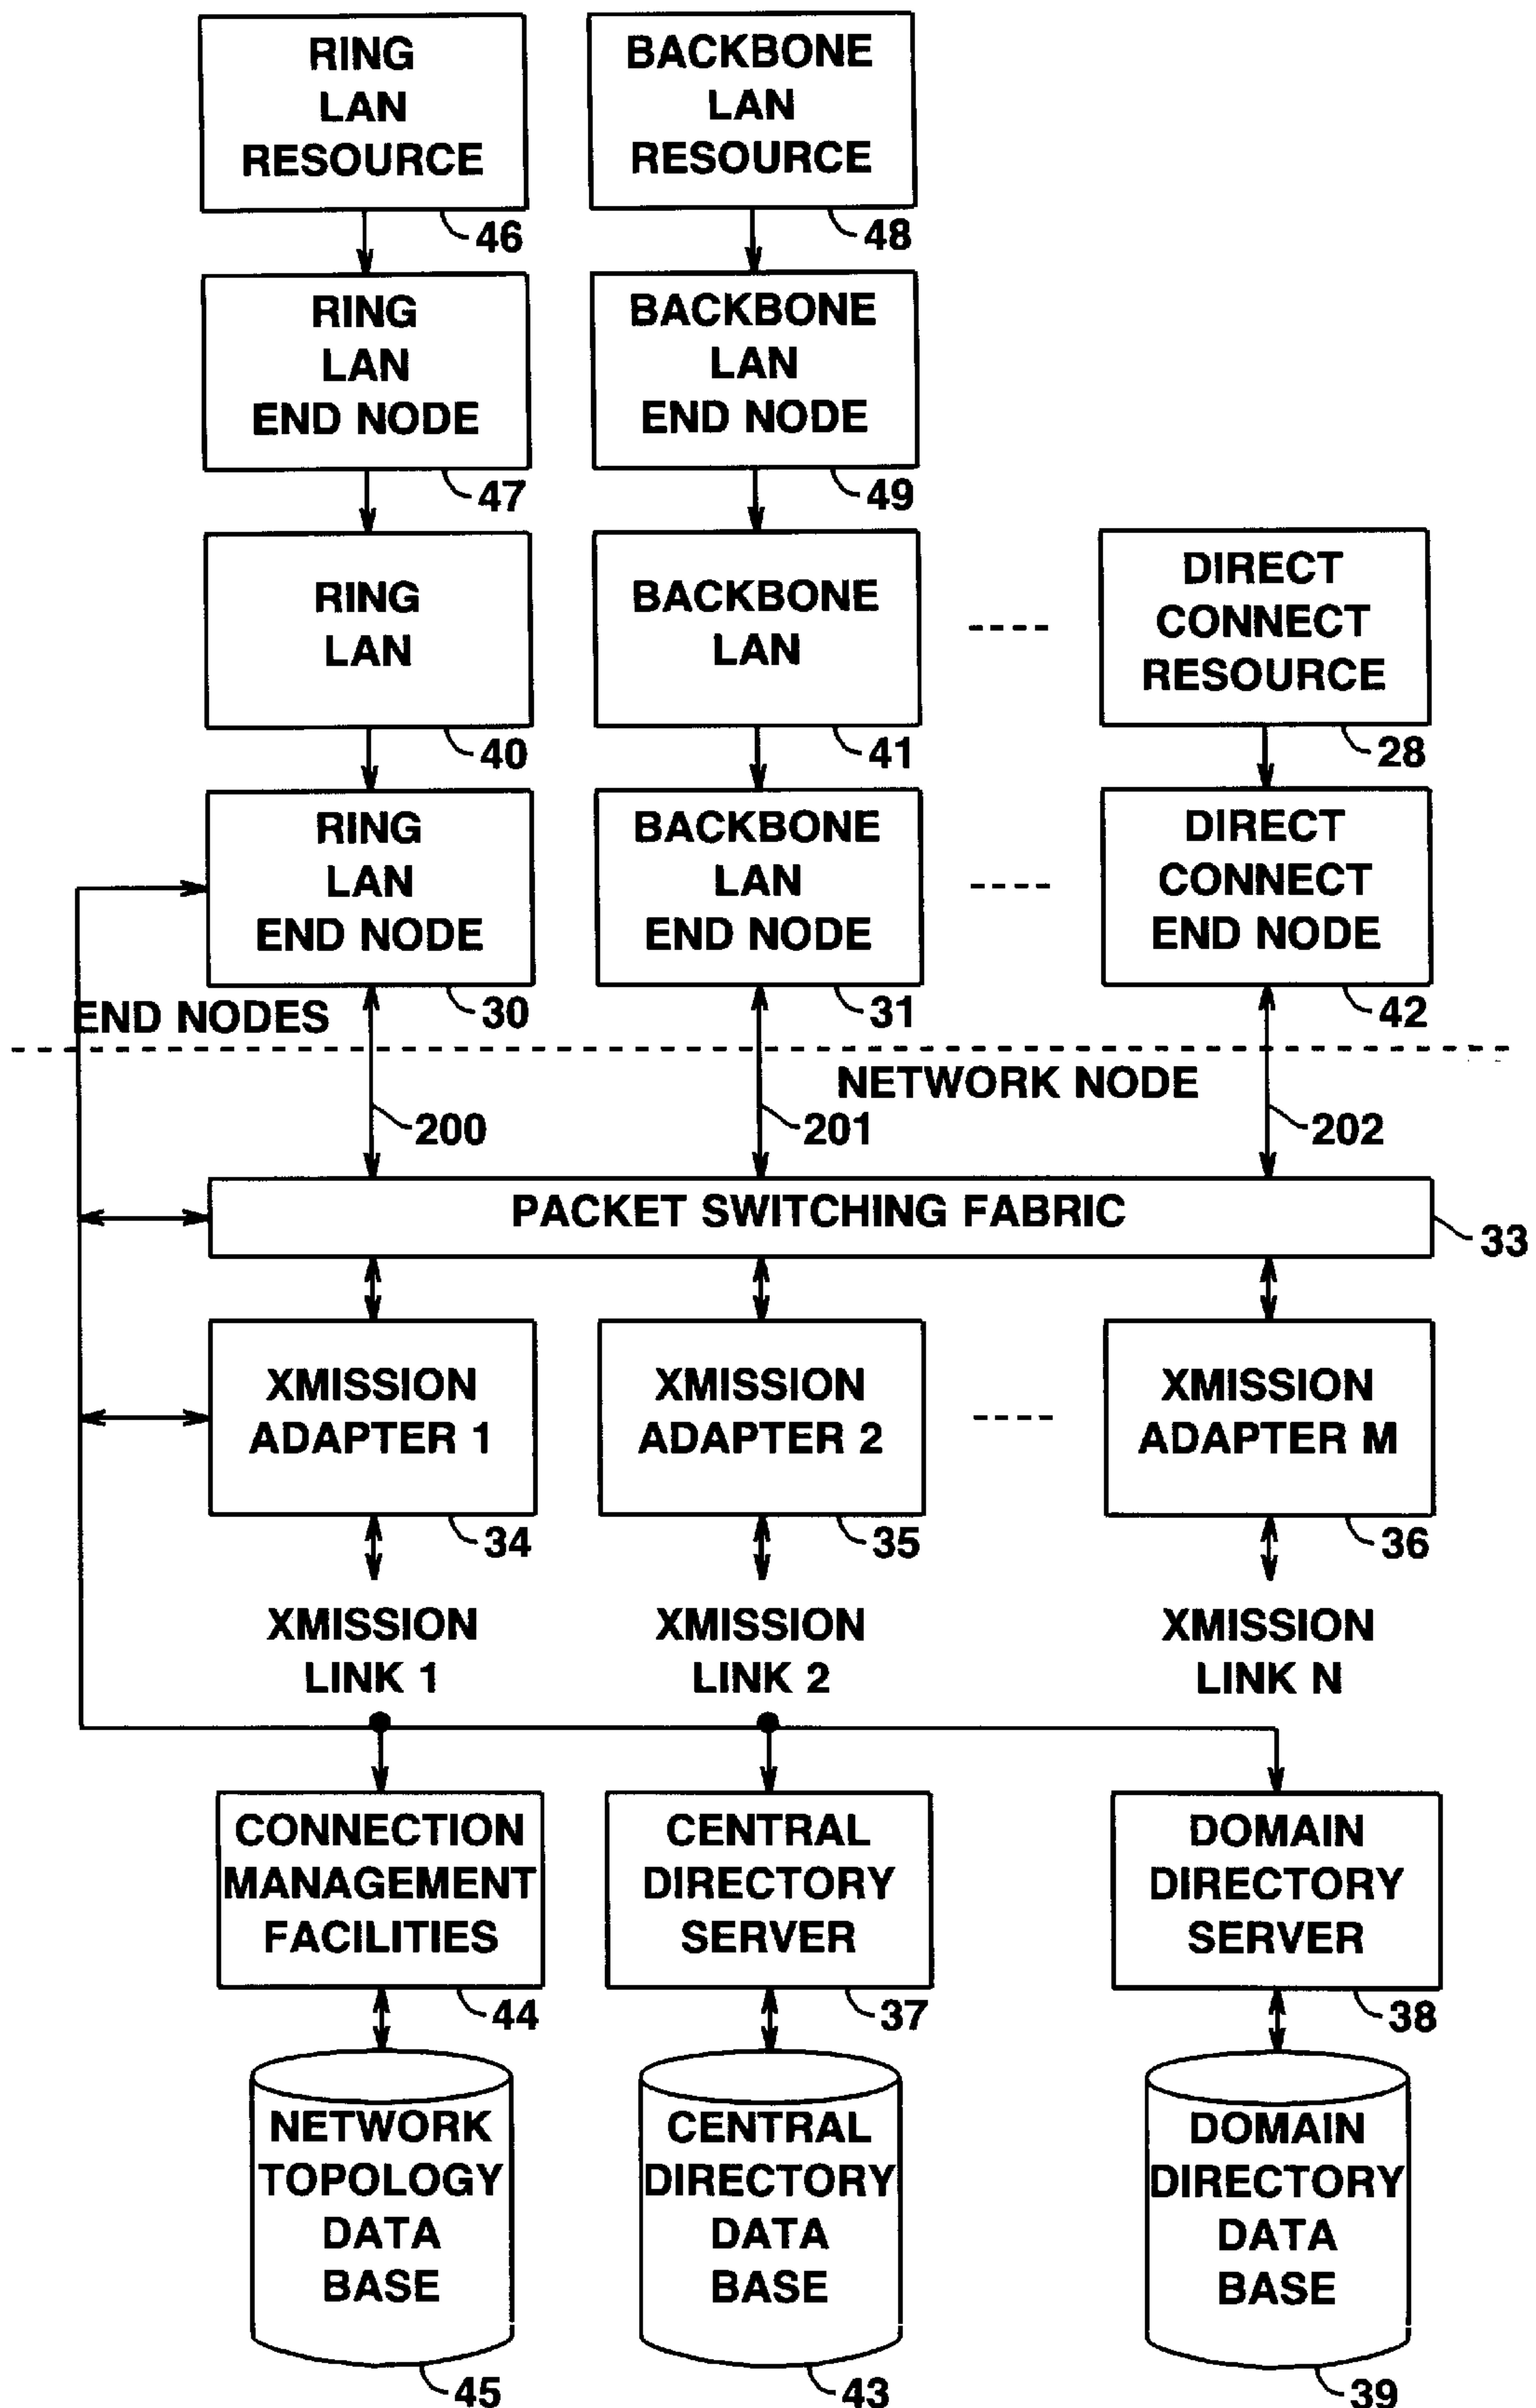 RING
LAN
RESOURCE
46
BACKBONE
LAN
RESOURCE
48
RING
LAN
END NODE
47
BACKBONE
LAN
END NODE
49
RING
LAN
40
BACKBONE
LAN
41
DIRECT
CONNECT
RESOURCE
28
RING
LAN
END NODE
30
BACKBONE
LAN
END NODE
31
DIRECT
CONNECT
END NODE
42
END NODES
NETWORK NODE
200
201
202
PACKET SWITCHING FABRIC
33
XMISSION
ADAPTER 1
34
XMISSION
ADAPTER 2
35
XMISSION
ADAPTER M
36
XMISSION
LINK 1
XMISSION
LINK 2
XMISSION
LINK N
CONNECTION
MANAGEMENT
FACILITIES
44
CENTRAL
DIRECTORY
SERVER
37
DOMAIN
DIRECTORY
SERVER
38
NETWORK
TOPOLOGY
DATA
BASE
45
CENTRAL
DIRECTORY
DATA
BASE
43
DOMAIN
DIRECTORY
DATA
BASE
39